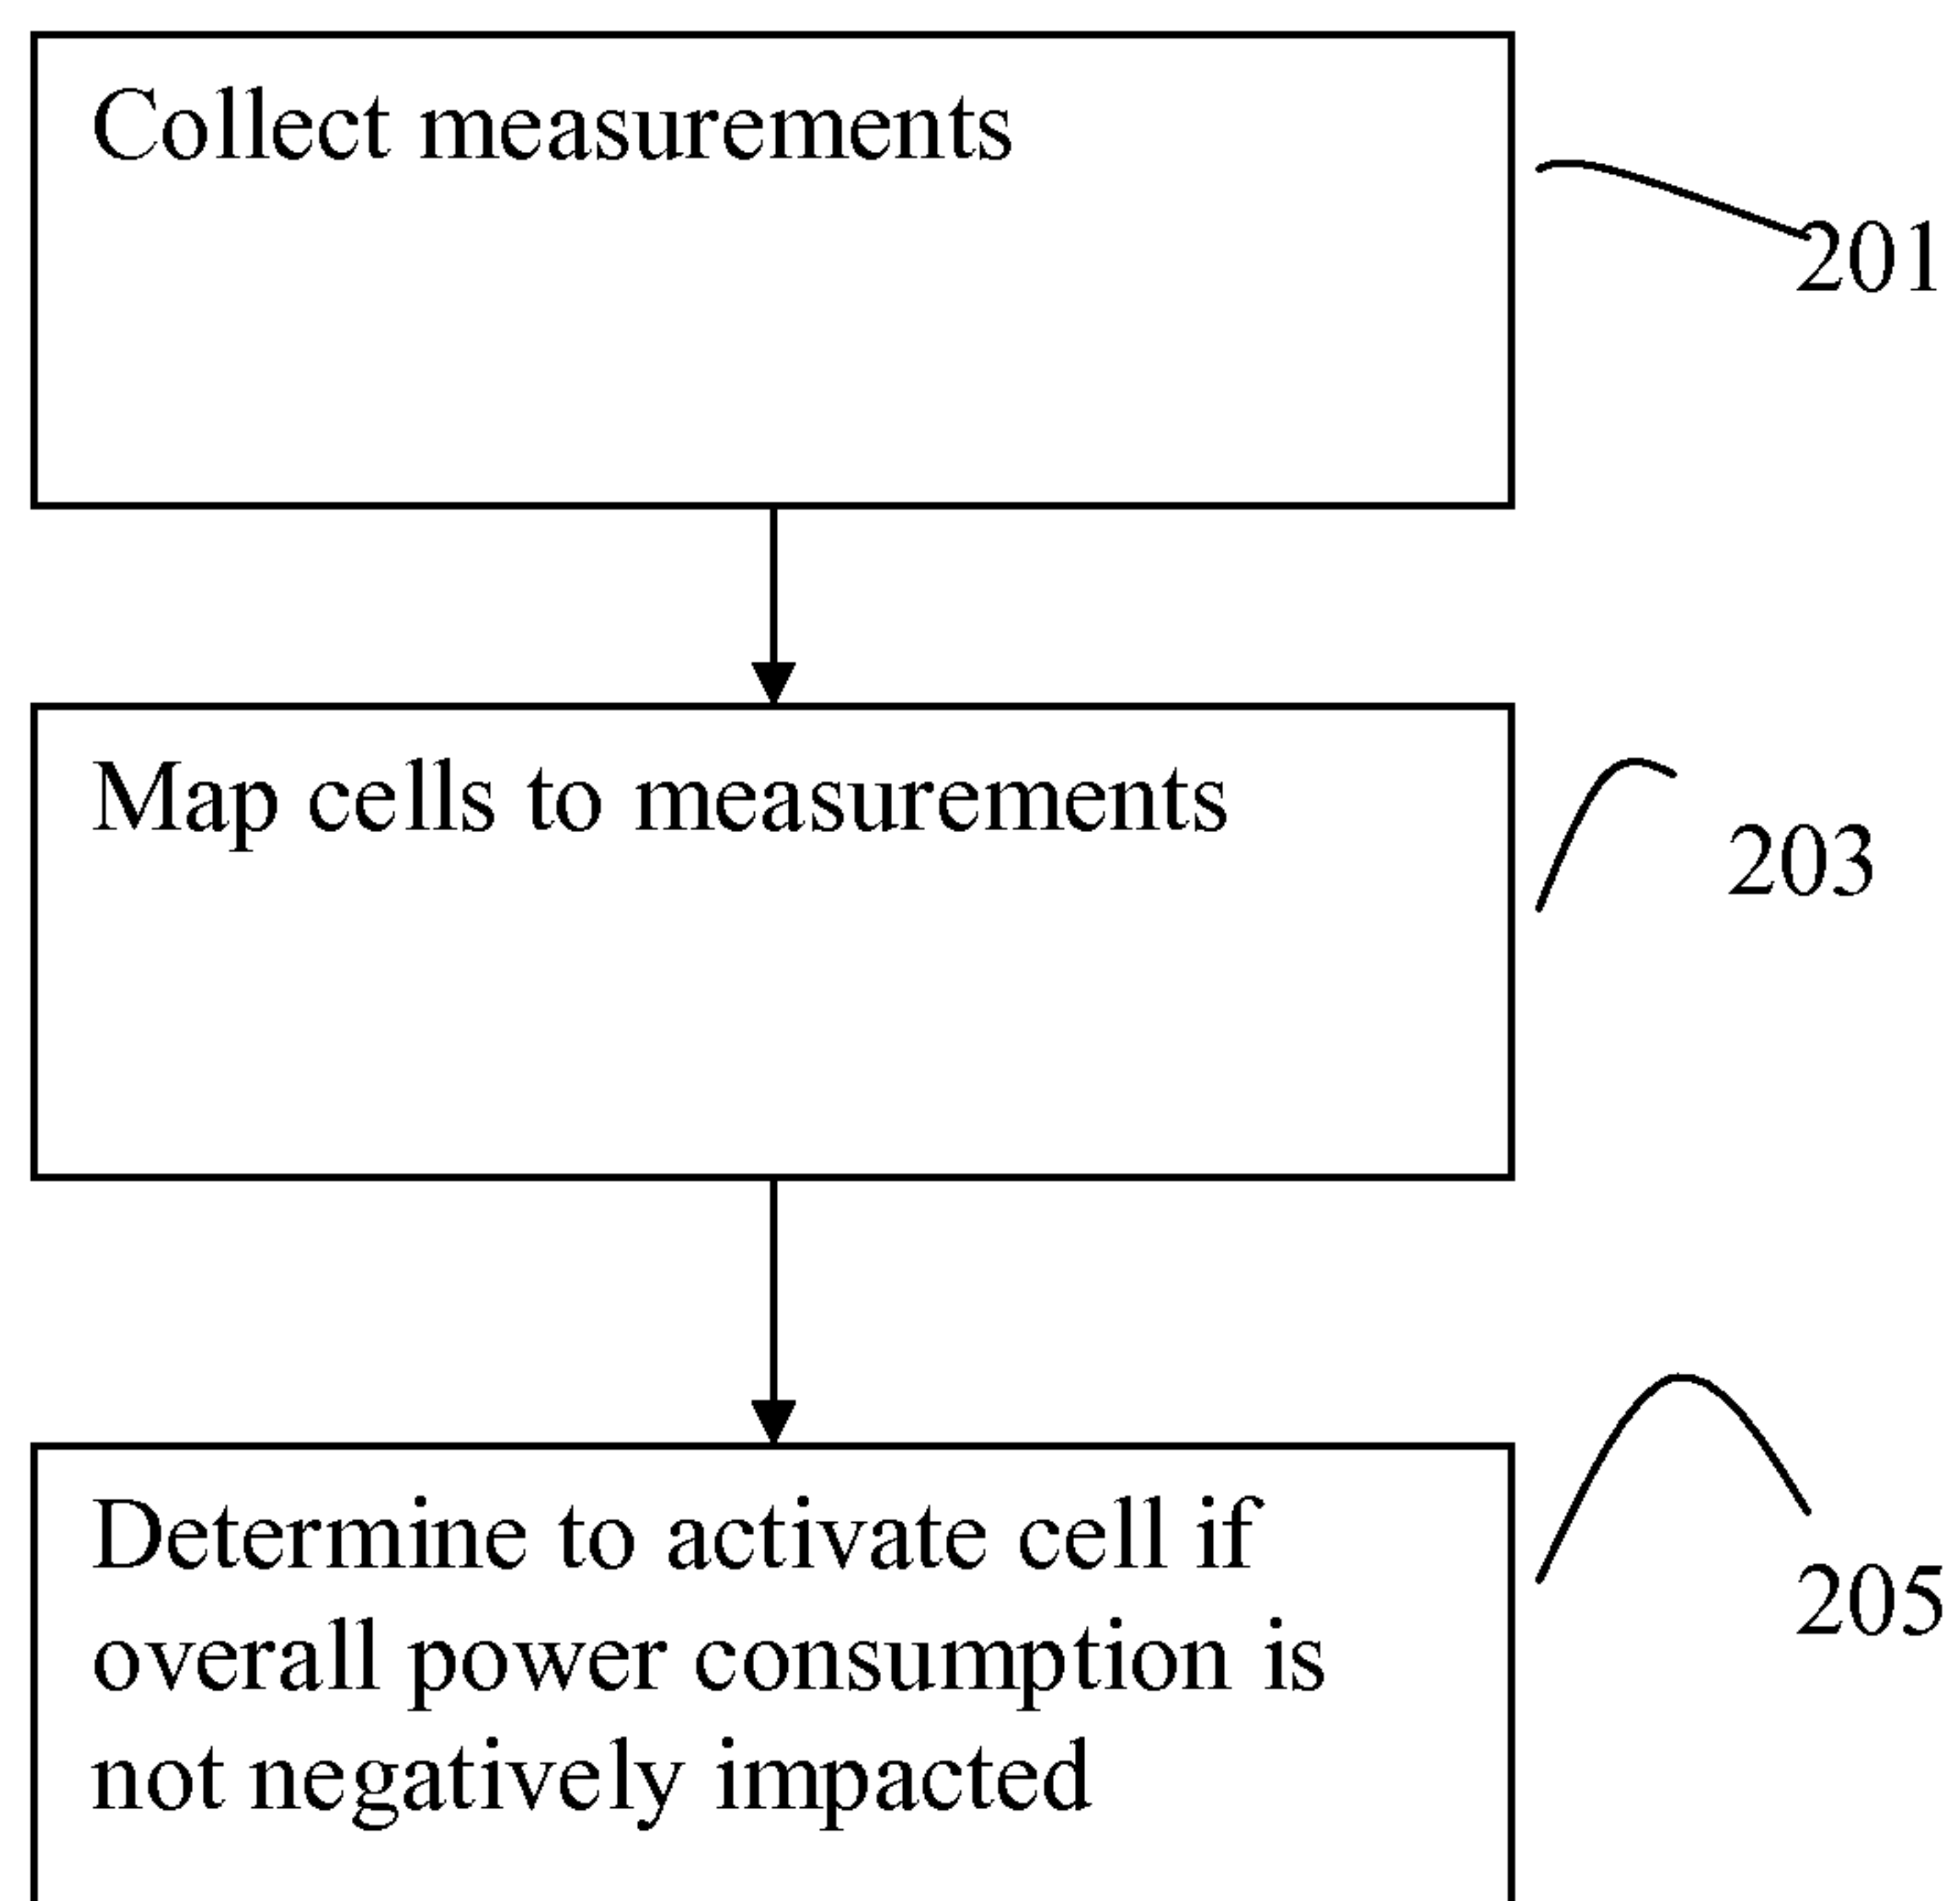 Collect measurements
201
Map cells to measurements
203
Determine to activate cell if
overall power consumption is
not negatively impacted
205